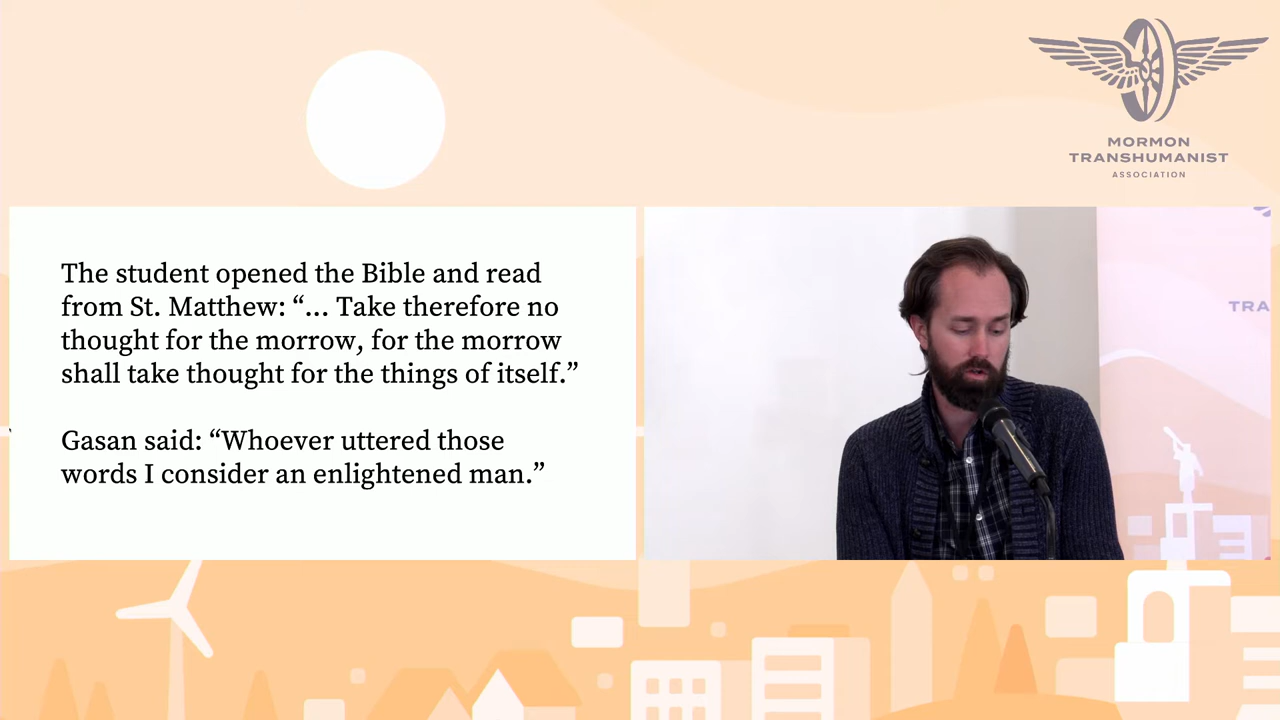 MORMON
TRANSHUMANIST
ASSOCIATION
The student opened the Bible and read
from St. Matthew: “... Take therefore no
thought for the morrow, for the morrow
shall take thought for the things of itself.”
Gasan said: “Whoever uttered those
words I consider an enlightened man.”
TRA